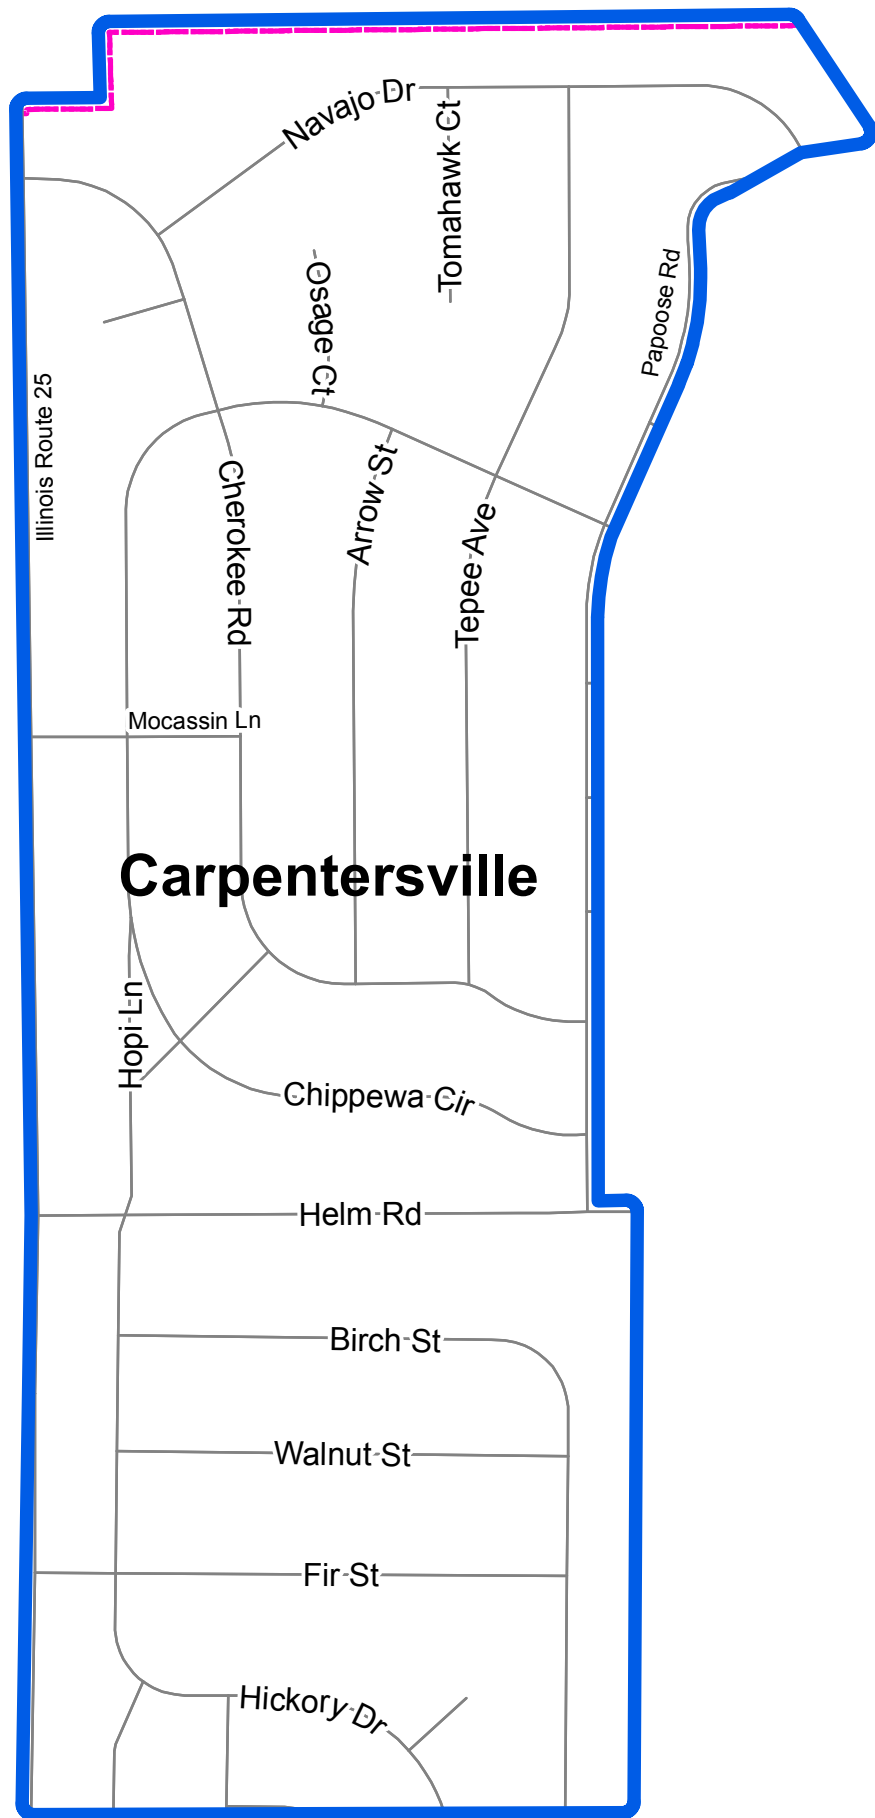 Navajo Dr
Tomahawk Ct
Osage Ct
Papoose Rd
Illinois Route 25
Cherokee Rd
Arrow St
Tepee Ave
Mocassin Ln
Carpentersville
Hopi Ln
Chippewa Cir
Helm Rd
Birch St
Walnut St
Fir St
Hickory Dr